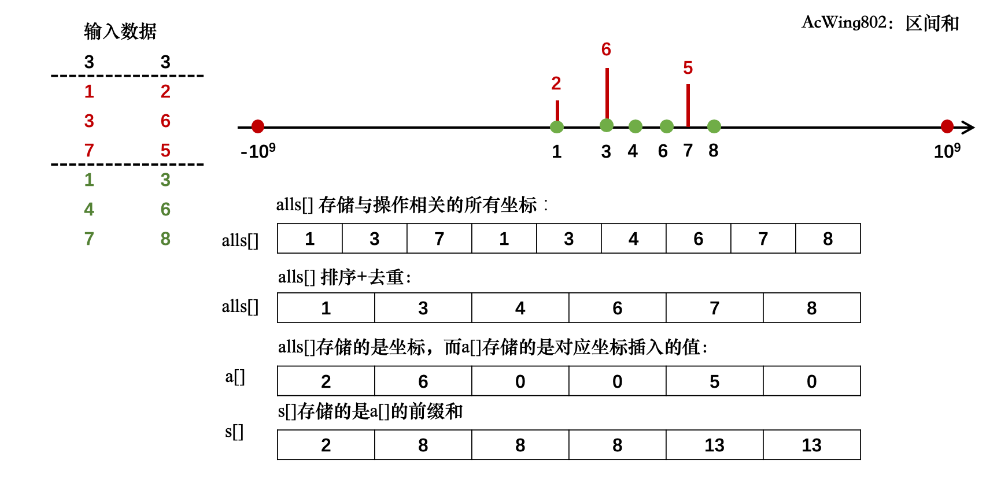 输入数据
AcWing802：区间和
3 3
1 2
3 6
7 5
1 3
4 6
7 8
2 6 5
-10⁹ 1 3 4 6 7 8 10⁹
alls[] 存储与操作相关的所有坐标：
alls[] 1 3 7 1 3 4 6 7 8
alls[] 排序+去重：
alls[] 1 3 4 6 7 8
alls[]存储的是坐标，而a[]存储的是对应坐标插入的值：
a[] 2 6 0 0 5 0
s[]存储的是a[]的前缀和
s[] 2 8 8 8 13 13